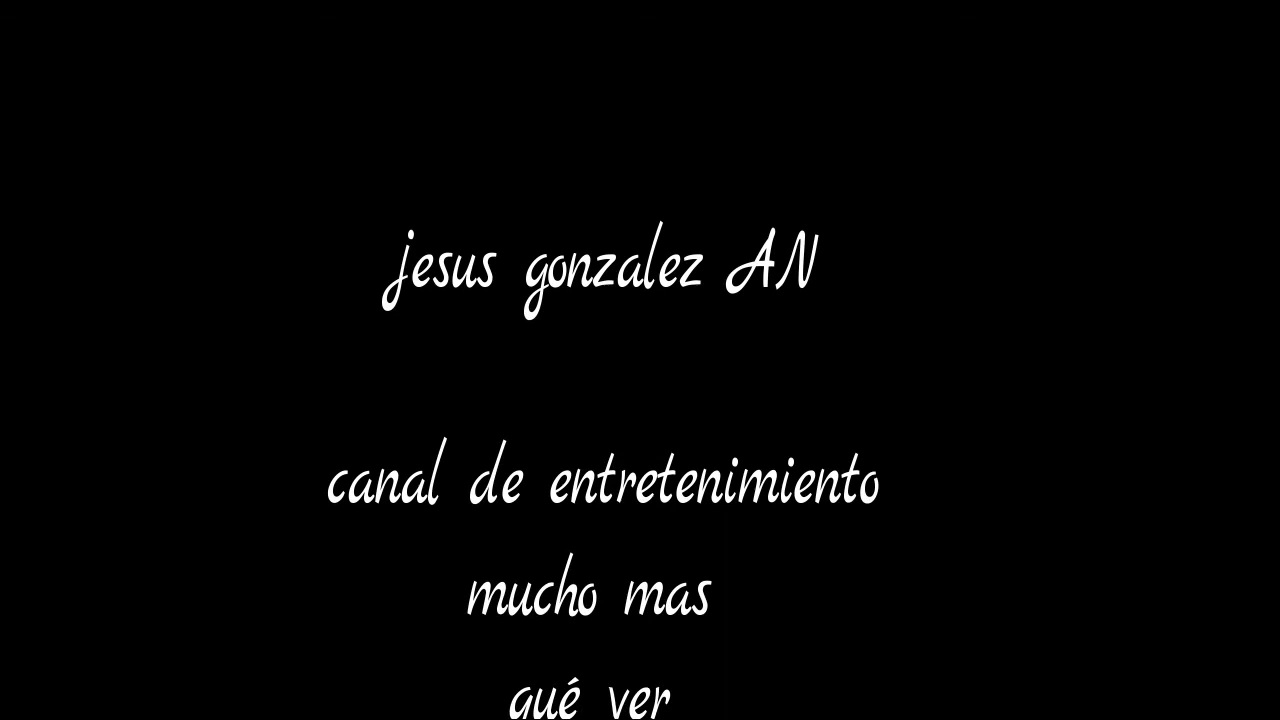 jesus gonzalez AN
canal de entretenimiento
mucho mas
qué ver